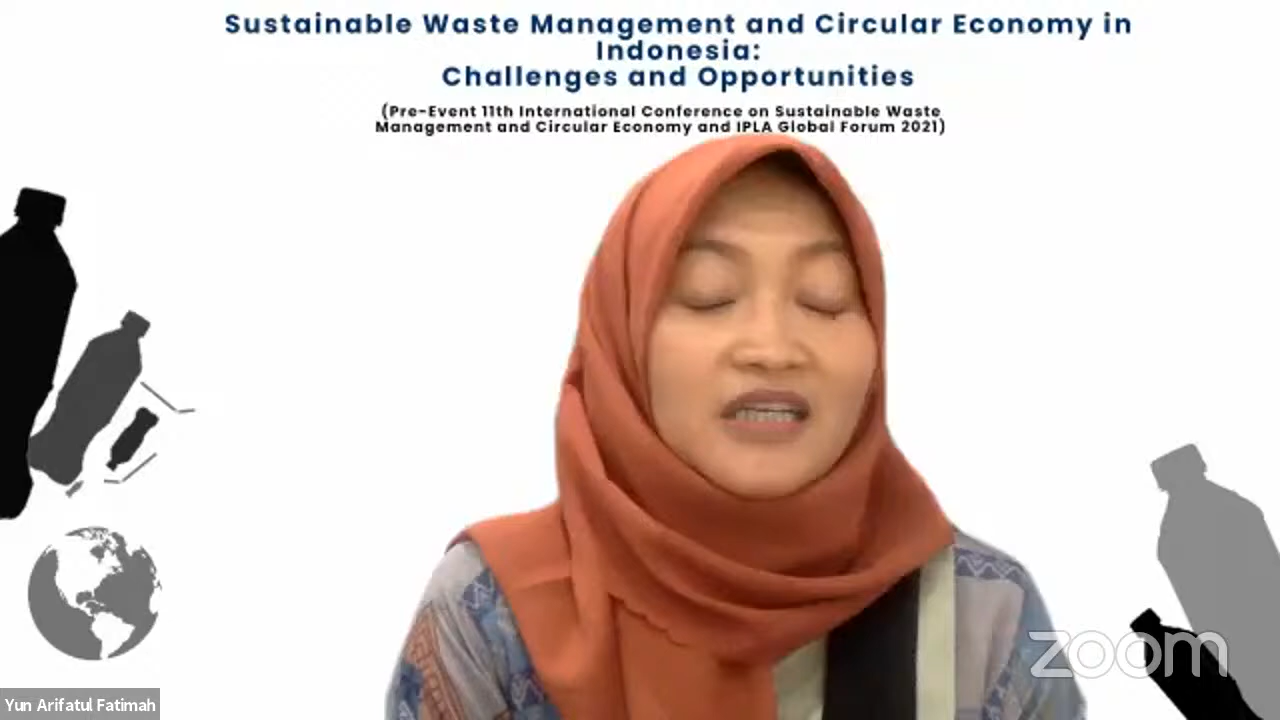 Sustainable Waste Management and Circular Economy in
Indonesia:
Challenges and Opportunities
(Pre-Event 11th International Conference on Sustainable Waste
Management and Circular Economy and IPLA Global Forum 2021)
zoom
Yun Arifatul Fatimah